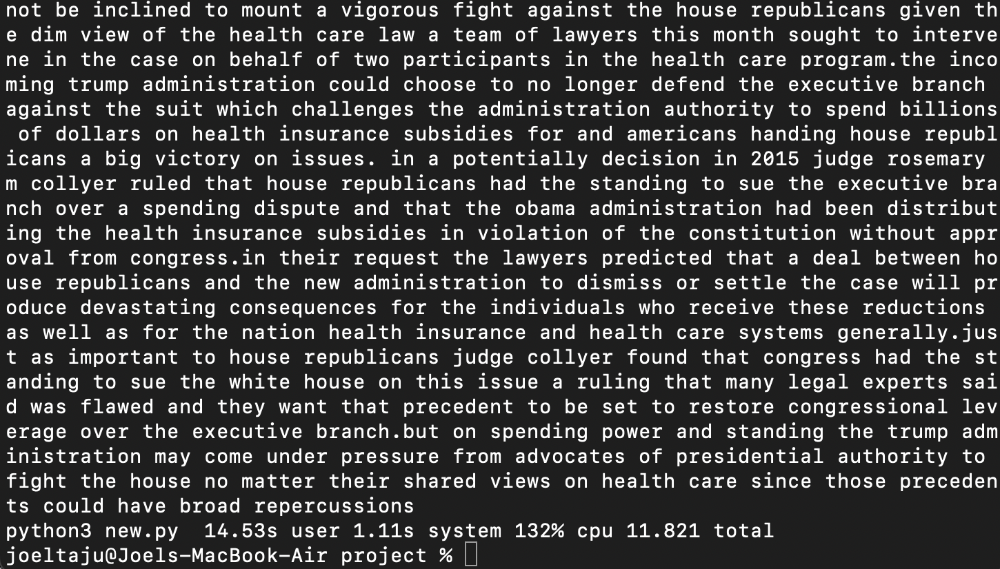 not be inclined to mount a vigorous fight against the house republicans given th
e dim view of the health care law a team of lawyers this month sought to interve
ne in the case on behalf of two participants in the health care program.the inco
ming trump administration could choose to no longer defend the executive branch
against the suit which challenges the administration authority to spend billions
 of dollars on health insurance subsidies for and americans handing house republ
icans a big victory on issues. in a potentially decision in 2015 judge rosemary
m collyer ruled that house republicans had the standing to sue the executive bra
nch over a spending dispute and that the obama administration had been distribut
ing the health insurance subsidies in violation of the constitution without appr
oval from congress.in their request the lawyers predicted that a deal between ho
use republicans and the new administration to dismiss or settle the case will pr
oduce devastating consequences for the individuals who receive these reductions
as well as for the nation health insurance and health care systems generally.jus
t as important to house republicans judge collyer found that congress had the st
anding to sue the white house on this issue a ruling that many legal experts sai
d was flawed and they want that precedent to be set to restore congressional lev
erage over the executive branch.but on spending power and standing the trump adm
inistration may come under pressure from advocates of presidential authority to
fight the house no matter their shared views on health care since those preceden
ts could have broad repercussions
python3 new.py  14.53s user 1.11s system 132% cpu 11.821 total
joeltaju@Joels-MacBook-Air project %